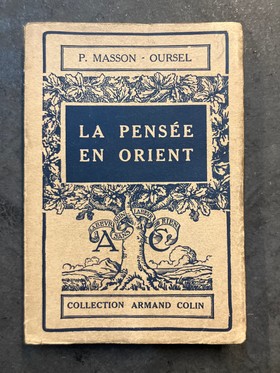 P. MASSON - OURSEL
LA PENSÉE
EN ORIENT
A C
COLLECTION ARMAND COLIN